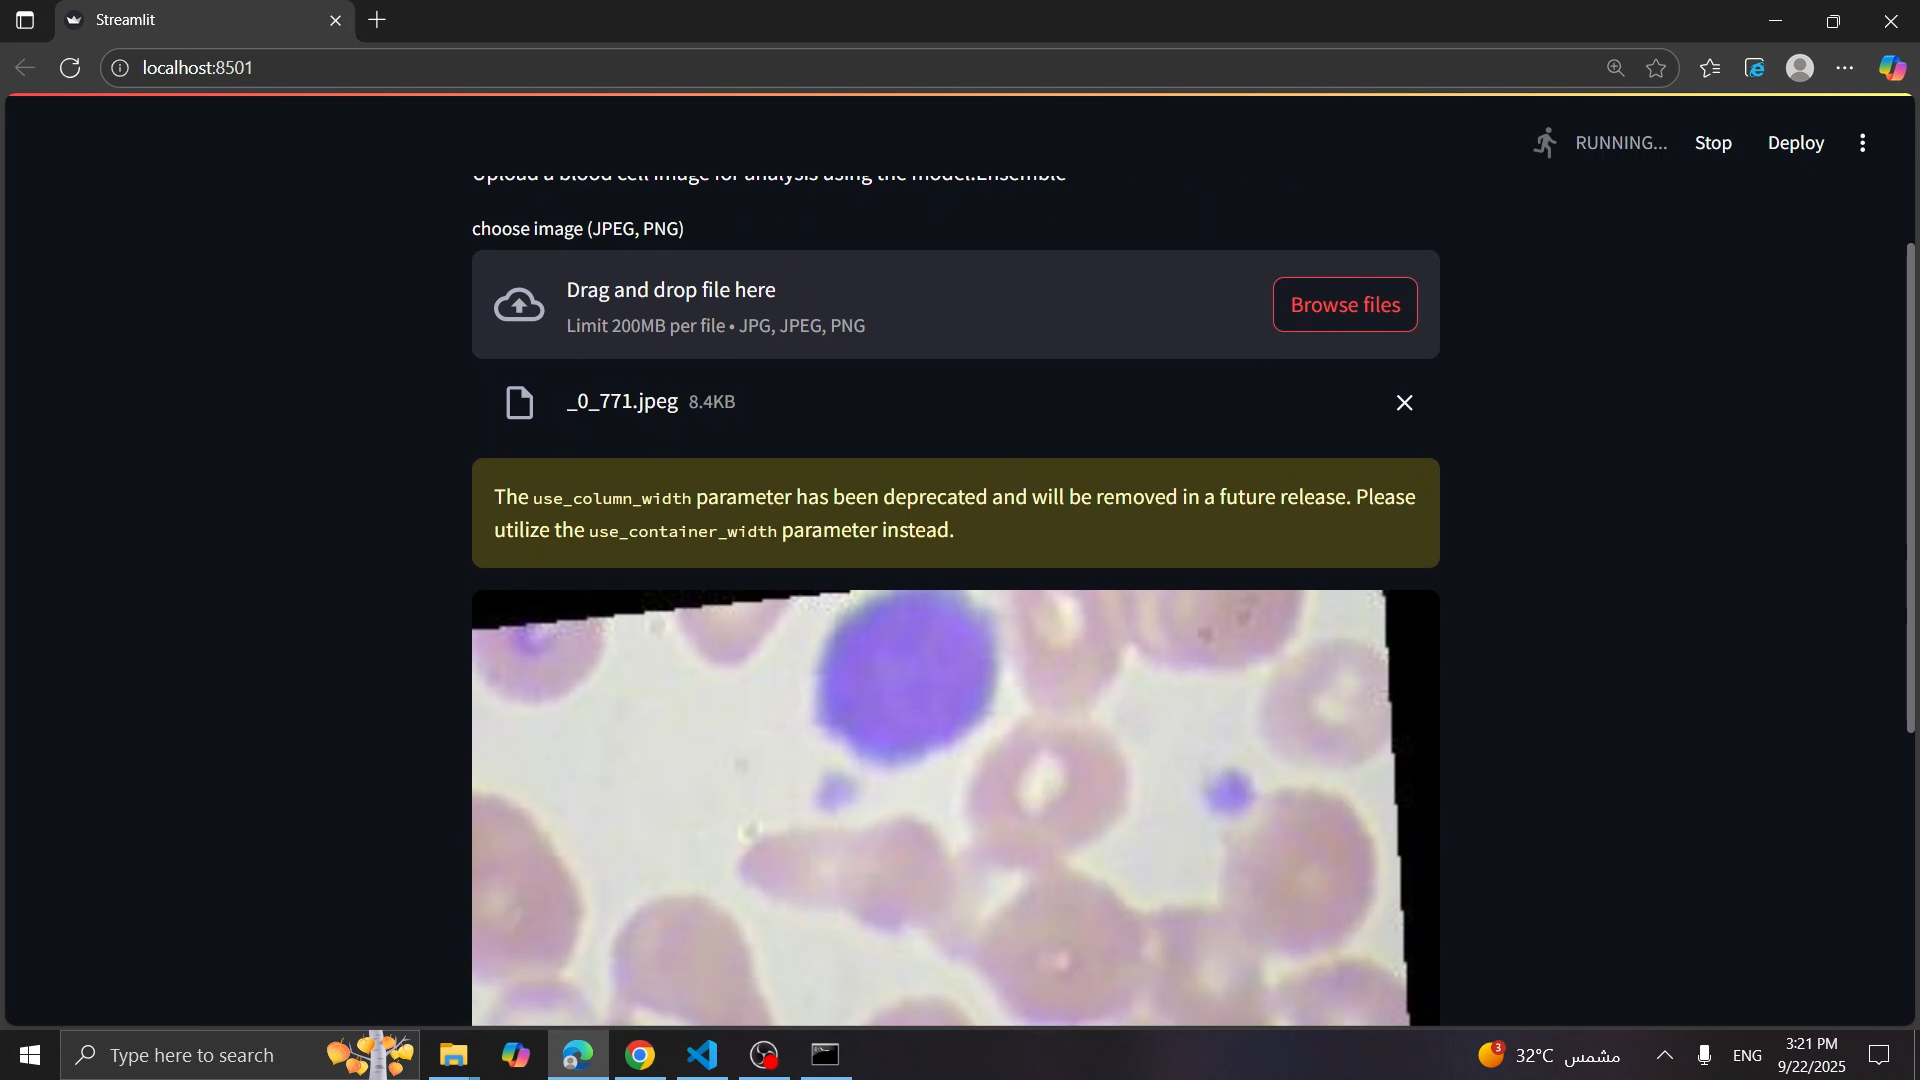 Streamlit
localhost:8501
RUNNING...
Stop
Deploy
Upload a blood cell image for analysis using the model.Ensemble
choose image (JPEG, PNG)
Drag and drop file here
Limit 200MB per file • JPG, JPEG, PNG
Browse files
_0_771.jpeg 8.4KB
The use_column_width parameter has been deprecated and will be removed in a future release. Please
utilize the use_container_width parameter instead.
Type here to search
3
32°C مشمس
ENG
3:21 PM
9/22/2025